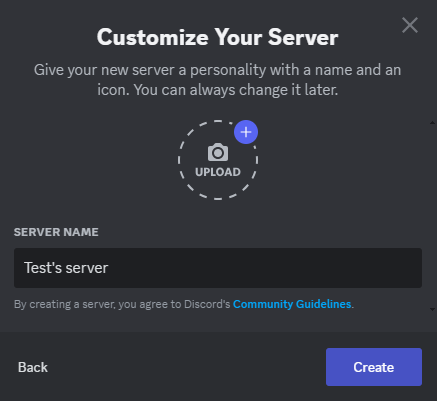 Customize Your Server
Give your new server a personality with a name and an
icon. You can always change it later.
UPLOAD
SERVER NAME
Test's server
By creating a server, you agree to Discord's Community Guidelines.
Back
Create